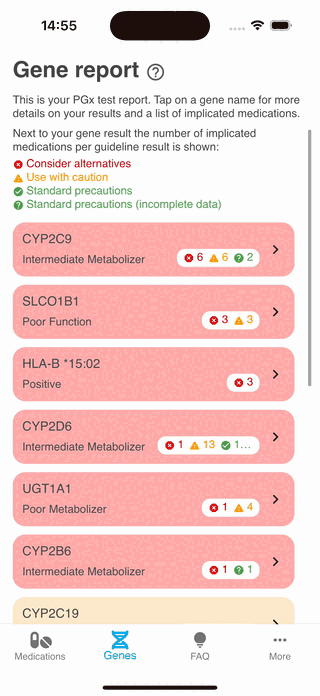 14:55
Gene report
This is your PGx test report. Tap on a gene name for more
details on your results and a list of implicated medications.
Next to your gene result the number of implicated
medications per guideline result is shown:
Consider alternatives
Use with caution
Standard precautions
Standard precautions (incomplete data)
CYP2C9
Intermediate Metabolizer 6 6 2
SLCO1B1
Poor Function 3 3
HLA-B *15:02
Positive 3
CYP2D6
Intermediate Metabolizer 1 13 1...
UGT1A1
Poor Metabolizer 1 4
CYP2B6
Intermediate Metabolizer 1 1
CYP2C19
Medications Genes FAQ More